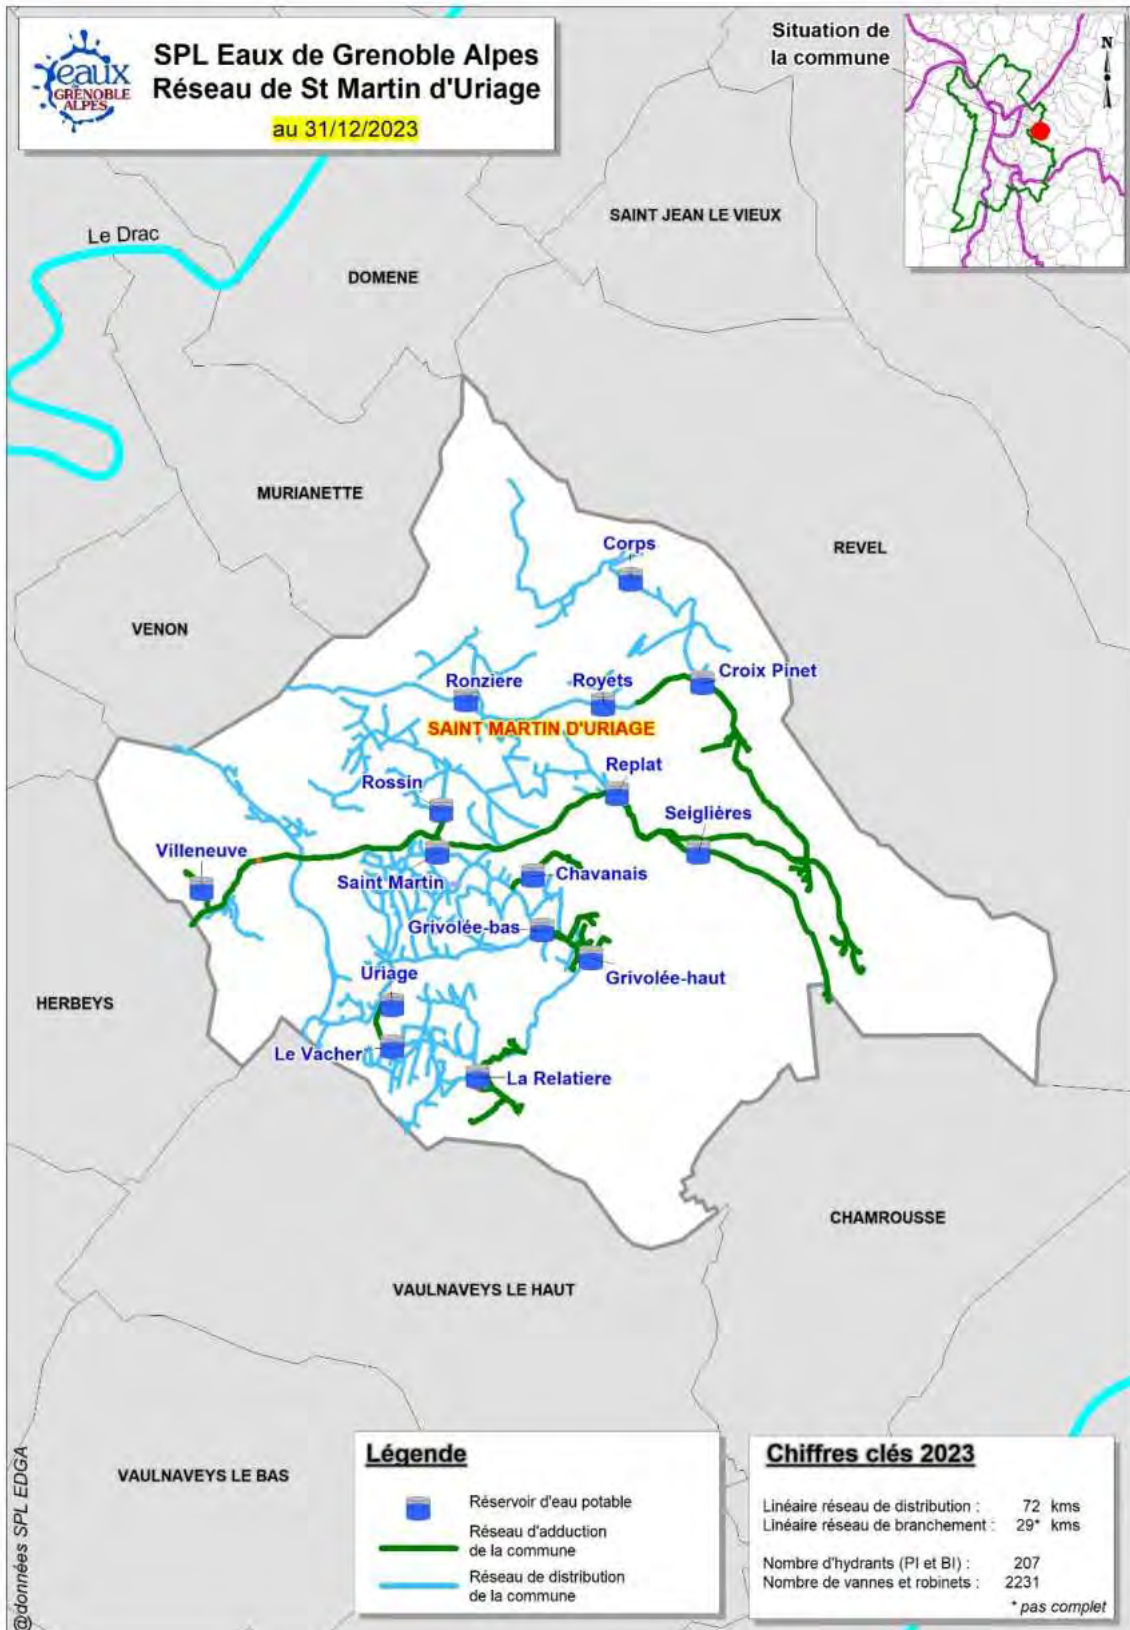 eaux
de
GRENOBLE
ALPES
SPL Eaux de Grenoble Alpes
Réseau de St Martin d'Uriage
au 31/12/2023
Situation de
la commune
N
Le Drac
SAINT JEAN LE VIEUX
DOMENE
MURIANETTE
REVEL
VENON
Corps
Croix Pinet
Ronzière
Royets
SAINT MARTIN D'URIAGE
Replat
Rossin
Seiglières
Villeneuve
Saint Martin
Chavanais
Grivolée-bas
Grivolée-haut
Uriage
HERBEYS
Le Vacher
La Relatiere
CHAMROUSSE
VAULNAVEYS LE HAUT
VAULNAVEYS LE BAS
@données SPL EDGA
Légende
Réservoir d'eau potable
Réseau d'adduction
de la commune
Réseau de distribution
de la commune
Chiffres clés 2023
Linéaire réseau de distribution : 72 kms
Linéaire réseau de branchement : 29* kms
Nombre d'hydrants (PI et BI) : 207
Nombre de vannes et robinets : 2231
* pas complet